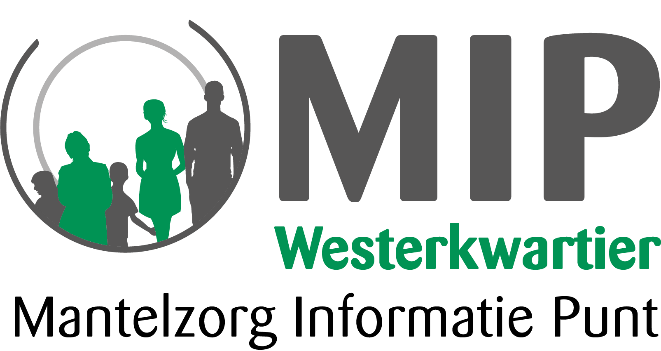 MIP
Westerkwartier
Mantelzorg Informatie Punt